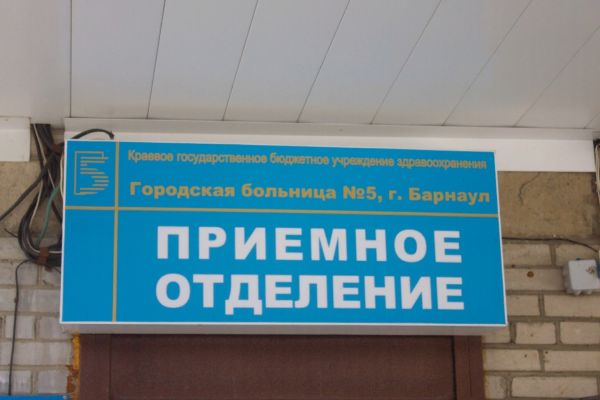 Краевое государственное бюджетное учреждение здравоохранения
Городская больница №5, г. Барнаул
ПРИЕМНОЕ
ОТДЕЛЕНИЕ